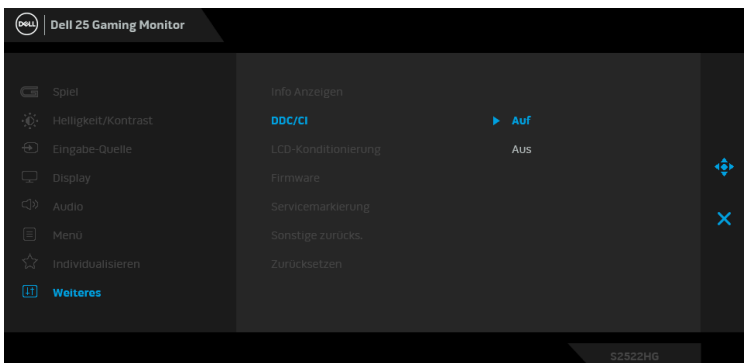 DELL Dell 25 Gaming Monitor
Spiel
Helligkeit/Kontrast
Eingabe-Quelle
Display
Audio
Menü
Individualisieren
Weiteres
Info Anzeigen
DDC/CI
Auf
Aus
LCD-Konditionierung
Firmware
Servicemarkierung
Sonstige zurücks.
Zurücksetzen
S2522HG